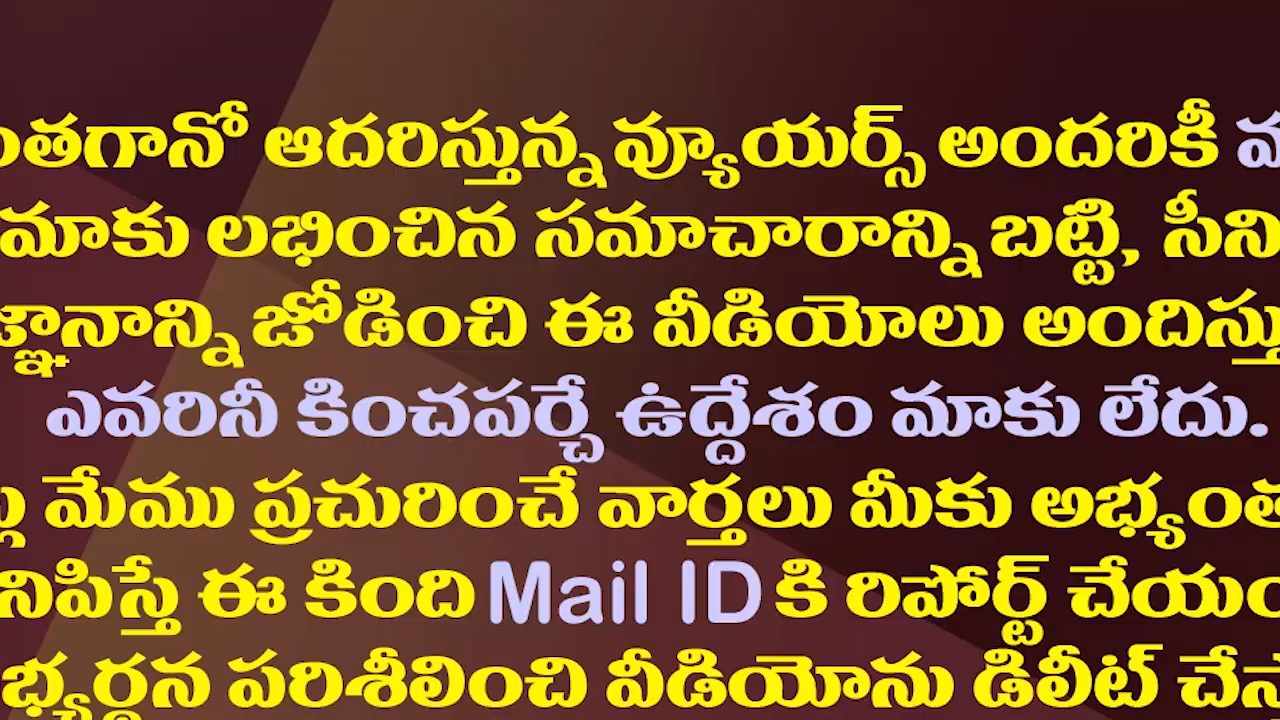 ంతగానో ఆదరిస్తున్న వ్యూయర్స్ అందరికీ
మాకు లభించిన సమాచారాన్ని బట్టి, సీని
జ్ఞానాన్ని జోడించి ఈ వీడియోలు అందిస్తు
ఎవరినీ కించపర్చే ఉద్దేశం మాకు లేదు.
మేము ప్రచురించే వార్తలు మీకు అభ్యంత
నిపిస్తే ఈ కింది Mail ID కి రిపోర్ట్ చేయం
భ్యర్థన పరిశీలించి వీడియోను డిలీట్ చేస